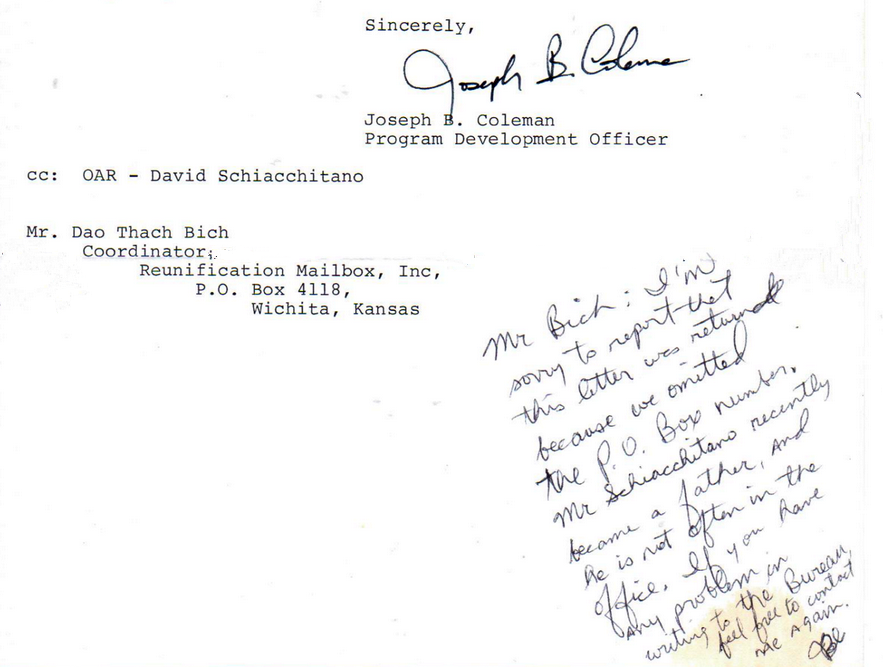 Sincerely,
Joseph B. Coleman
Joseph B. Coleman
Program Development Officer
cc: OAR - David Schiacchitano
Mr. Dao Thach Bich
Coordinator;
Reunification Mailbox, Inc,
P.O. Box 4118,
Wichita, Kansas
Mr Bich: I'm
sorry to report that
this letter was returned
because we omitted
the P.O. Box number.
Mr Schiacchitano recently
became a father, and
he is not often in the
office. If you have
any problem in
writing to the Bureau,
feel free to contact
me again.